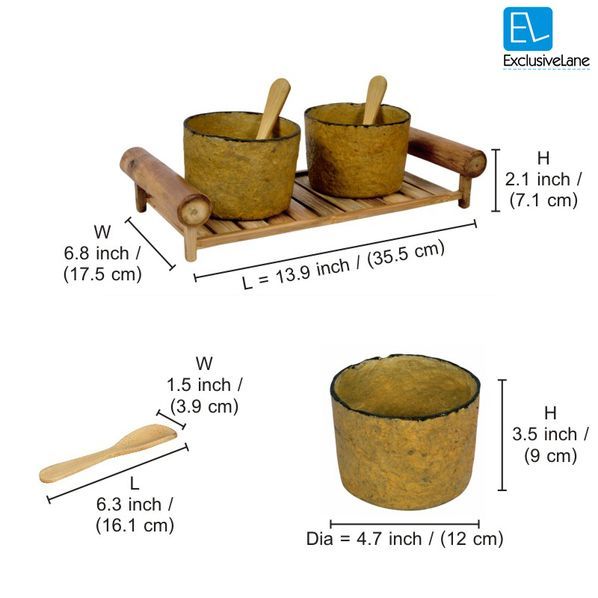 EL
ExclusiveLane
H
2.1 inch /
(7.1 cm)
W
6.8 inch /
(17.5 cm)
L = 13.9 inch / (35.5 cm)
W
1.5 inch /
(3.9 cm)
L
6.3 inch /
(16.1 cm)
H
3.5 inch /
(9 cm)
Dia = 4.7 inch / (12 cm)